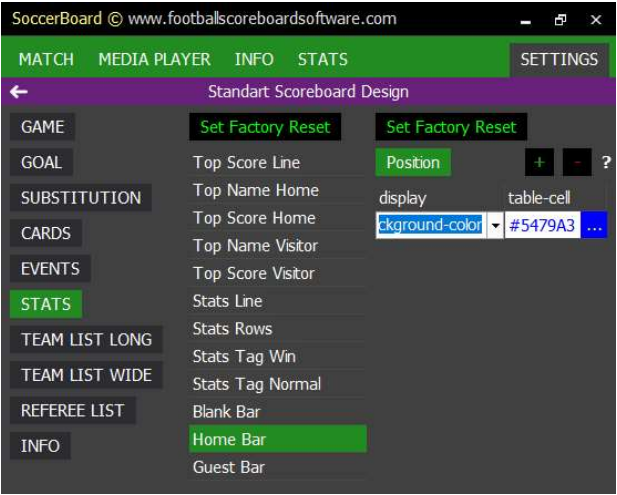 SoccerBoard © www.footballscoreboardsoftware.com
MATCH MEDIA PLAYER INFO STATS SETTINGS
Standart Scoreboard Design
GAME
GOAL
SUBSTITUTION
CARDS
EVENTS
STATS
TEAM LIST LONG
TEAM LIST WIDE
REFEREE LIST
INFO
Set Factory Reset
Top Score Line
Top Name Home
Top Score Home
Top Name Visitor
Top Score Visitor
Stats Line
Stats Rows
Stats Tag Win
Stats Tag Normal
Blank Bar
Home Bar
Guest Bar
Set Factory Reset
Position + - ?
display table-cell
ckground-color #5479A3 ...